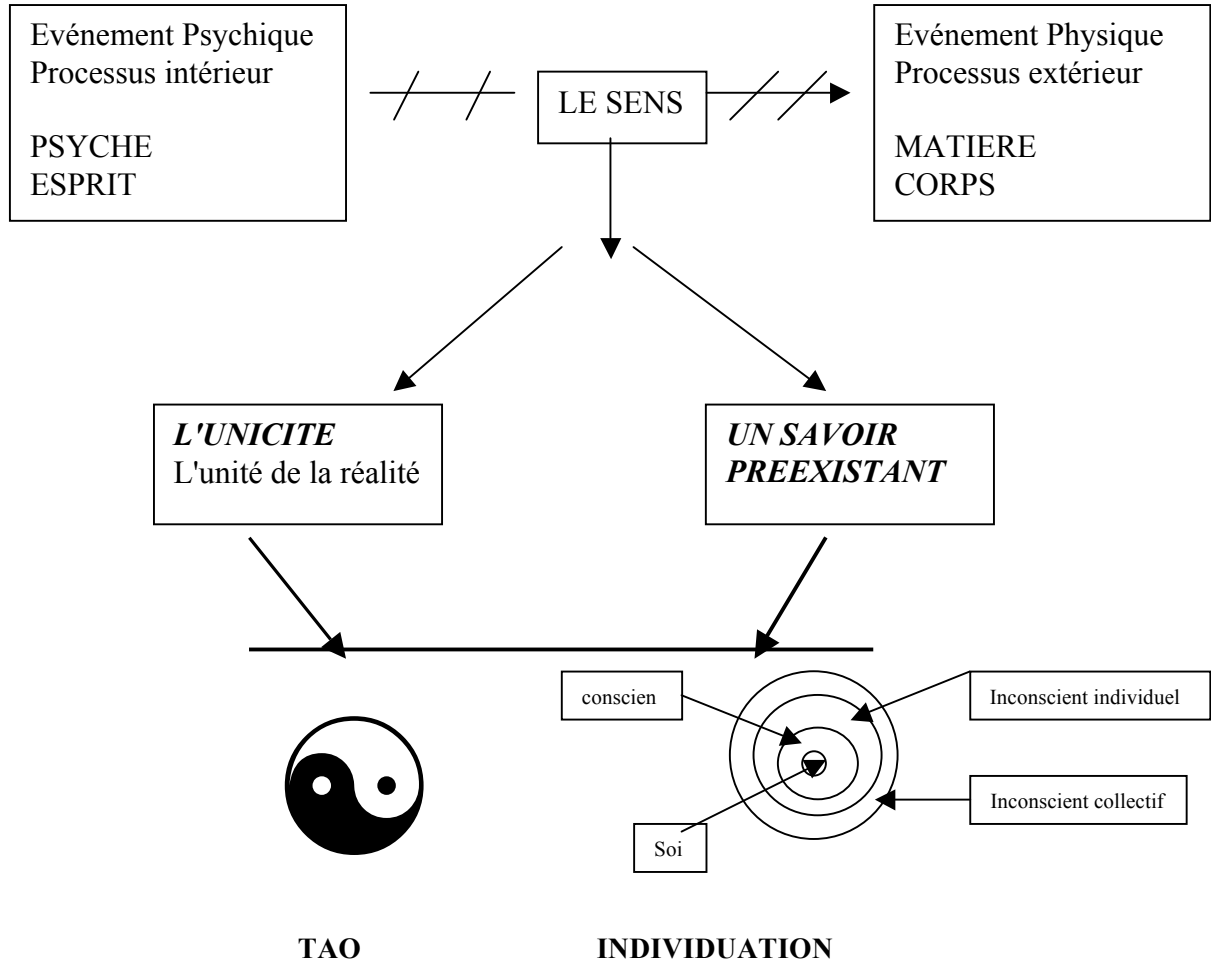 Evénement Psychique
Processus intérieur
PSYCHE
ESPRIT
LE SENS
Evénement Physique
Processus extérieur
MATIERE
CORPS
L'UNICITE
L'unité de la réalité
UN SAVOIR
PREEXISTANT
conscien
Inconscient individuel
Inconscient collectif
Soi
TAO
INDIVIDUATION